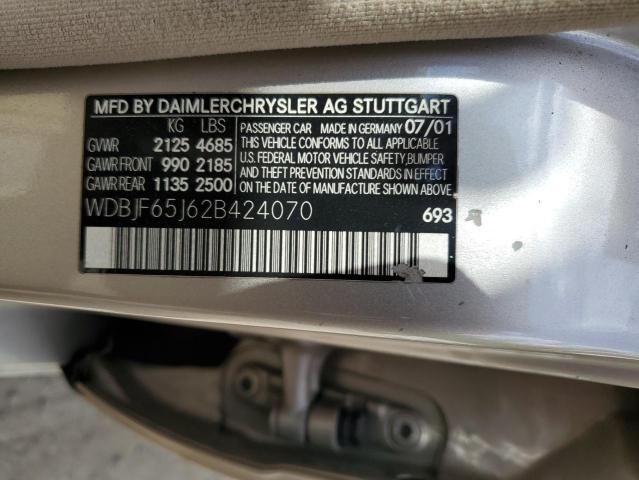 MFD BY DAIMLERCHRYSLER AG STUTTGART
KG LBS
GVWR 2125 4685
GAWR FRONT 990 2185
GAWR REAR 1135 2500
PASSENGER CAR MADE IN GERMANY 07/01
THIS VEHICLE CONFORMS TO ALL APPLICABLE
U.S. FEDERAL MOTOR VEHICLE SAFETY, BUMPER
AND THEFT PREVENTION STANDARDS IN EFFECT
ON THE DATE OF MANUFACTURE SHOWN ABOVE.
WDBJF65J62B424070
693